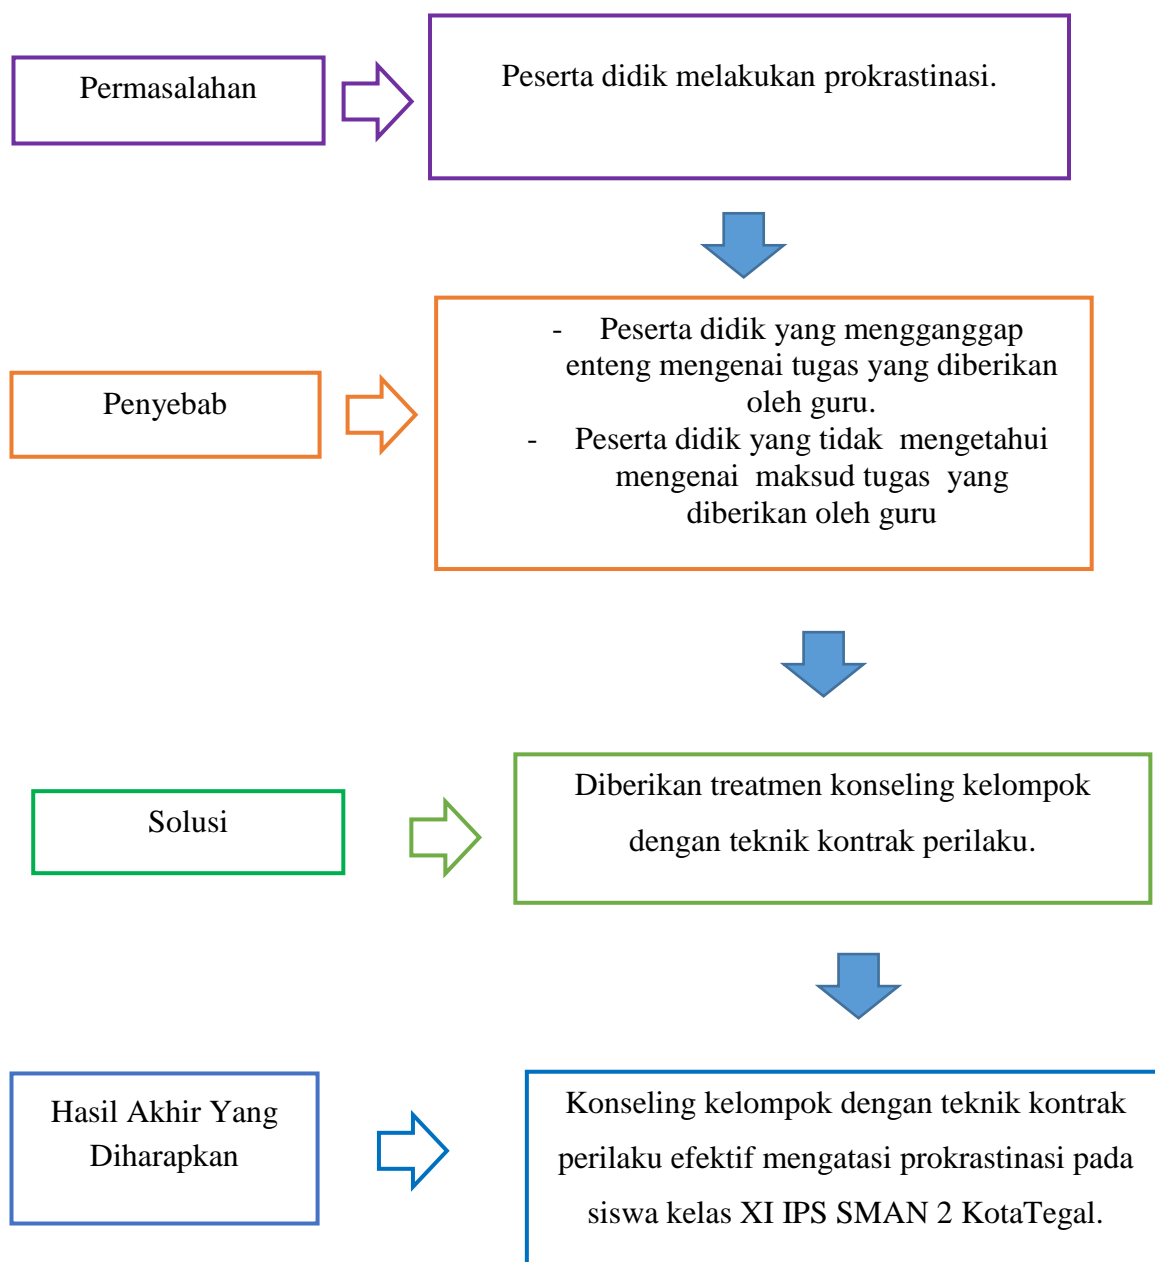 Permasalahan
Peserta didik melakukan prokrastinasi.
Penyebab
- Peserta didik yang mengganggap
enteng mengenai tugas yang diberikan
oleh guru.
- Peserta didik yang tidak mengetahui
mengenai maksud tugas yang
diberikan oleh guru
Solusi
Diberikan treatmen konseling kelompok
dengan teknik kontrak perilaku.
Hasil Akhir Yang
Diharapkan
Konseling kelompok dengan teknik kontrak
perilaku efektif mengatasi prokrastinasi pada
siswa kelas XI IPS SMAN 2 KotaTegal.